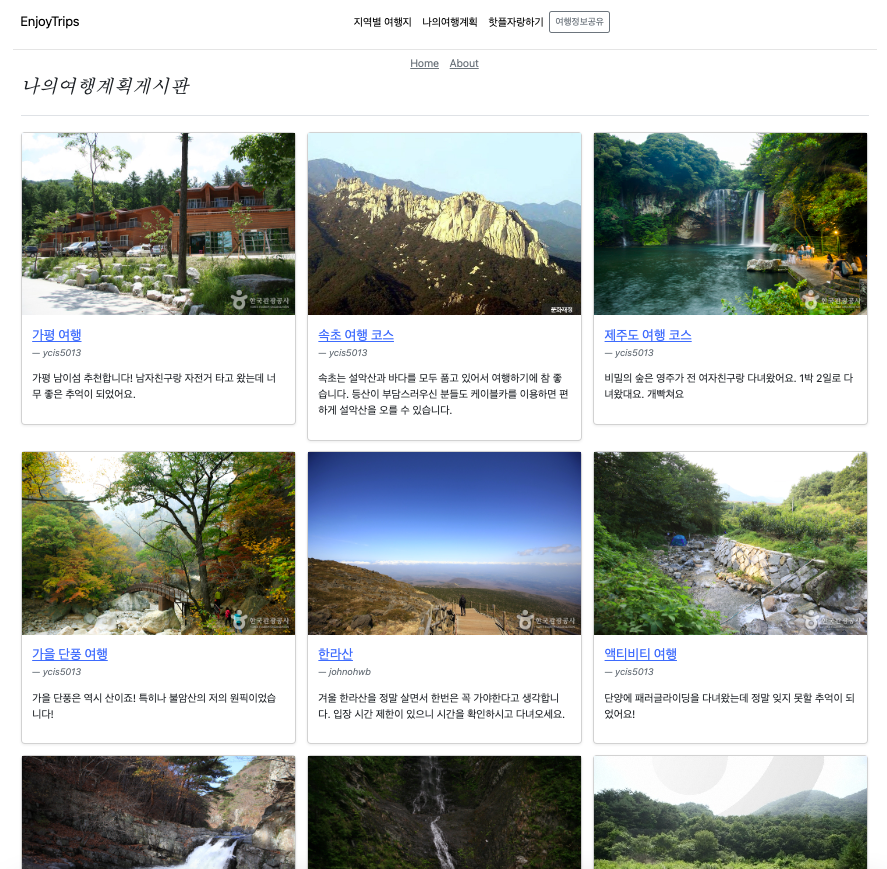 EnjoyTrips
지역별 여행지 나의여행계획 핫플자랑하기 여행정보공유
Home About
나의여행계획게시판
한국관광공사
문화재청
한국관광공사
가평 여행
— ycis5013
가평 남이섬 추천합니다! 남자친구랑 자전거 타고 왔는데 너
무 좋은 추억이 되었어요.
속초 여행 코스
— ycis5013
속초는 설악산과 바다를 모두 품고 있어서 여행하기에 참 좋
습니다. 등산이 부담스러우신 분들도 케이블카를 이용하면 편
하게 설악산을 오를 수 있습니다.
제주도 여행 코스
— ycis5013
비밀의 숲은 영주가 전 여자친구랑 다녀왔어요. 1박 2일로 다
녀왔대요. 개빡쳐요
한국관광공사
한국관광공사
한국관광공사
가을 단풍 여행
— ycis5013
가을 단풍은 역시 산이죠! 특히나 불암산의 저의 원픽이었습
니다!
한라산
— johnohwb
겨울 한라산을 정말 살면서 한번은 꼭 가야한다고 생각합니
다. 입장 시간 제한이 있으니 시간을 확인하시고 다녀오세요.
액티비티 여행
— ycis5013
단양에 패러글라이딩을 다녀왔는데 정말 잊지 못할 추억이 되
었어요!